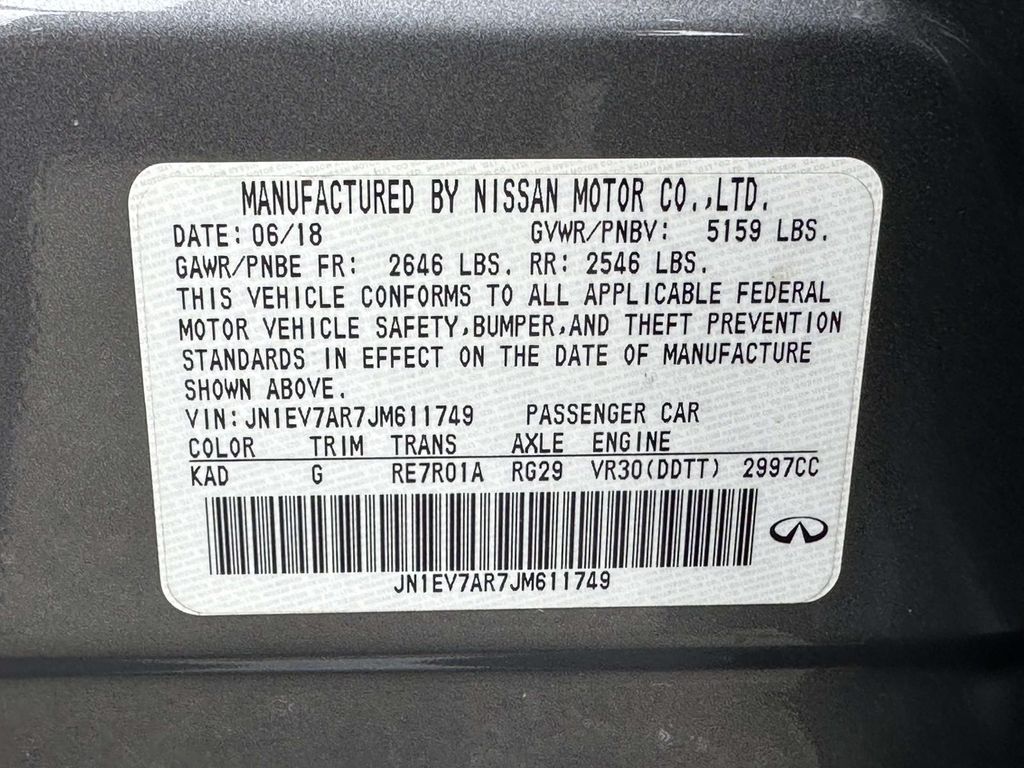 MANUFACTURED BY NISSAN MOTOR CO.,LTD.
DATE: 06/18 GVWR/PNBV: 5159 LBS.
GAWR/PNBE FR: 2646 LBS. RR: 2546 LBS.
THIS VEHICLE CONFORMS TO ALL APPLICABLE FEDERAL
MOTOR VEHICLE SAFETY,BUMPER,AND THEFT PREVENTION
STANDARDS IN EFFECT ON THE DATE OF MANUFACTURE
SHOWN ABOVE.
VIN:JN1EV7AR7JM611749 PASSENGER CAR
COLOR TRIM TRANS AXLE ENGINE
KAD G RE7R01A RG29 VR30(DDTT) 2997CC
JN1EV7AR7JM611749